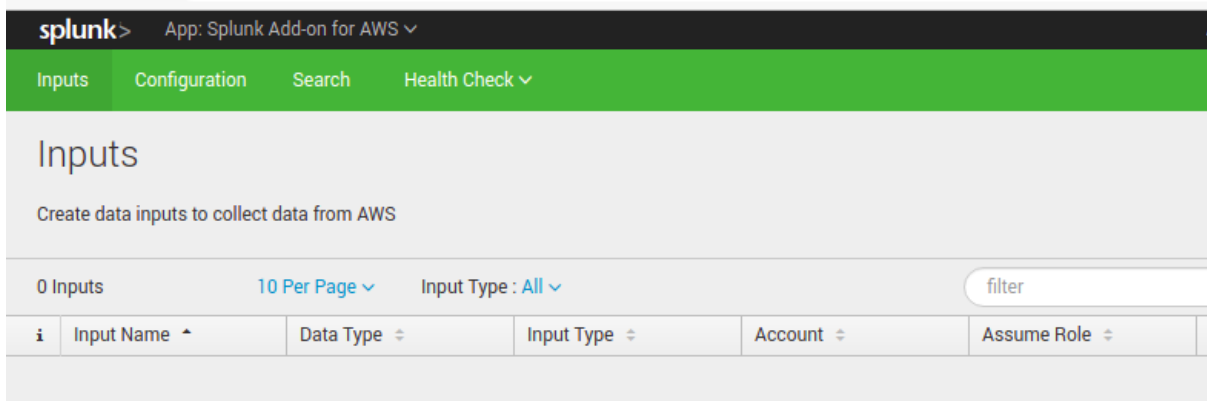 splunk> App: Splunk Add-on for AWS
Inputs Configuration Search Health Check
Inputs
Create data inputs to collect data from AWS
0 Inputs 10 Per Page Input Type : All filter
i Input Name Data Type Input Type Account Assume Role